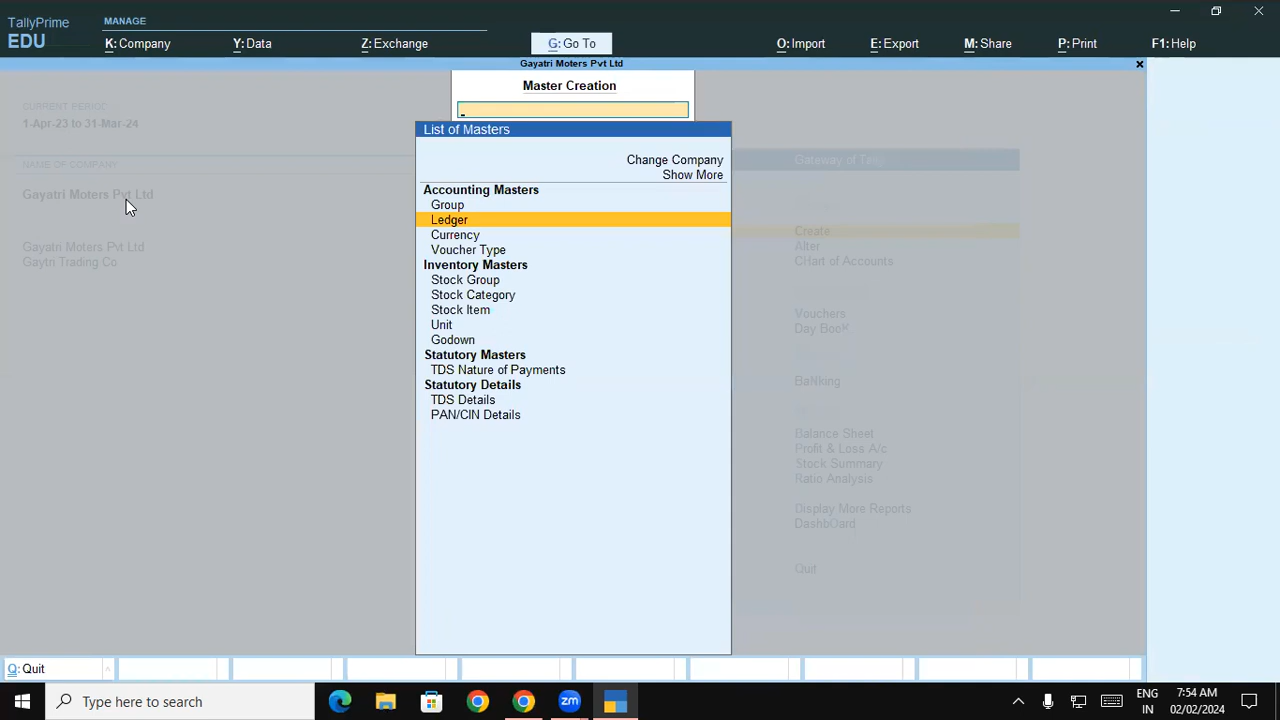 TallyPrime
EDU
MANAGE
K:Company
Y:Data
Z:Exchange
G:Go To
O:Import
E:Export
M:Share
P:Print
F1:Help
Gayatri Moters Pvt Ltd
CURRENT PERIOD
1-Apr-23 to 31-Mar-24
NAME OF COMPANY
Gayatri Moters Pvt Ltd
Gayatri Moters Pvt Ltd
Gaytri Trading Co
Master Creation
List of Masters
Change Company
Show More
Accounting Masters
Group
Ledger
Currency
Voucher Type
Inventory Masters
Stock Group
Stock Category
Stock Item
Unit
Godown
Statutory Masters
TDS Nature of Payments
Statutory Details
TDS Details
PAN/CIN Details
Gateway of Tally
Create
Alter
CHart of Accounts
Vouchers
Day BooK
BaNking
Balance Sheet
Profit & Loss A/c
Stock Summary
Ratio Analysis
Display More Reports
DashbOard
Quit
Q:Quit
Type here to search
zm
ENG
IN
7:54 AM
02/02/2024